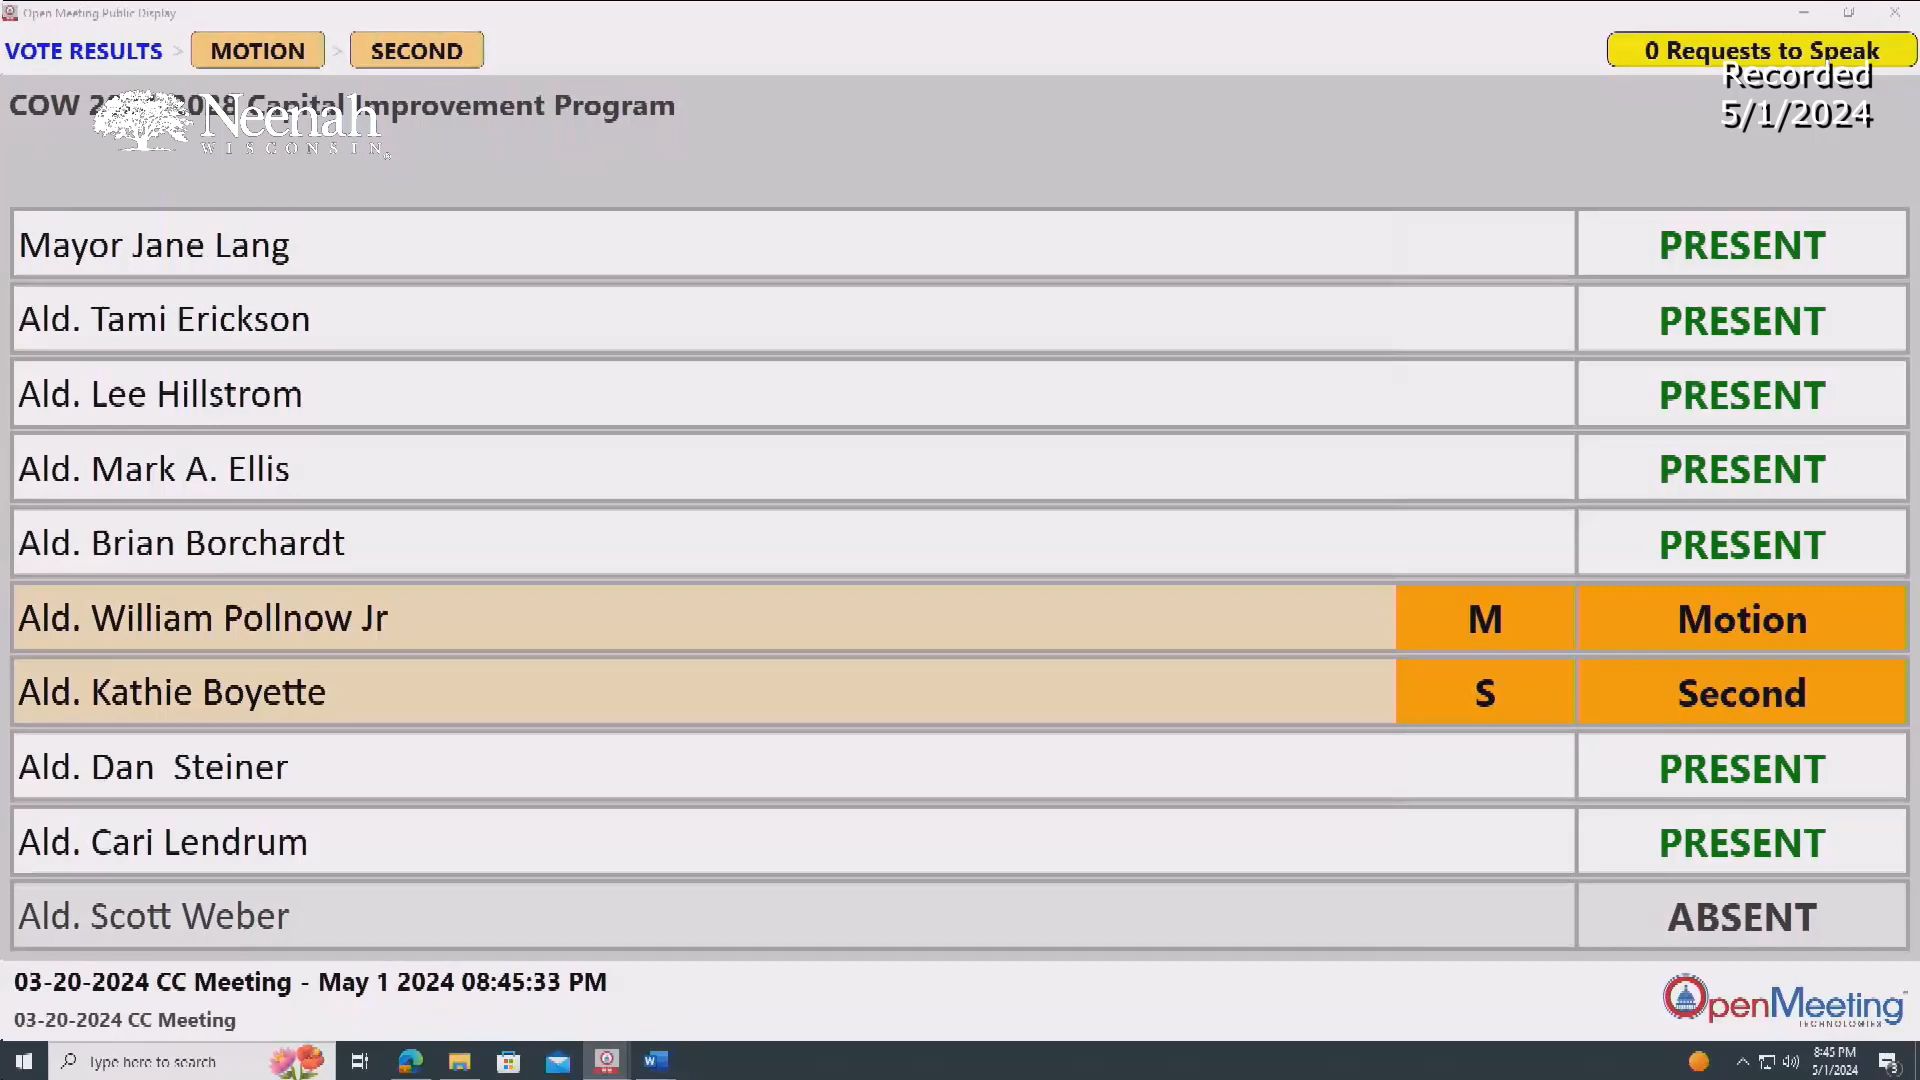 Open Meeting Public Display
VOTE RESULTS > MOTION > SECOND
0 Requests to Speak
Recorded
5/1/2024
COW 2 Capital Improvement Program
Neenah
WISCONSIN
Mayor Jane Lang PRESENT
Ald. Tami Erickson PRESENT
Ald. Lee Hillstrom PRESENT
Ald. Mark A. Ellis PRESENT
Ald. Brian Borchardt PRESENT
Ald. William Pollnow Jr M Motion
Ald. Kathie Boyette S Second
Ald. Dan  Steiner PRESENT
Ald. Cari Lendrum PRESENT
Ald. Scott Weber ABSENT
03-20-2024 CC Meeting - May 1 2024 08:45:33 PM
03-20-2024 CC Meeting
OpenMeeting
TECHNOLOGIES
Type here to search
8:45 PM
5/1/2024
3